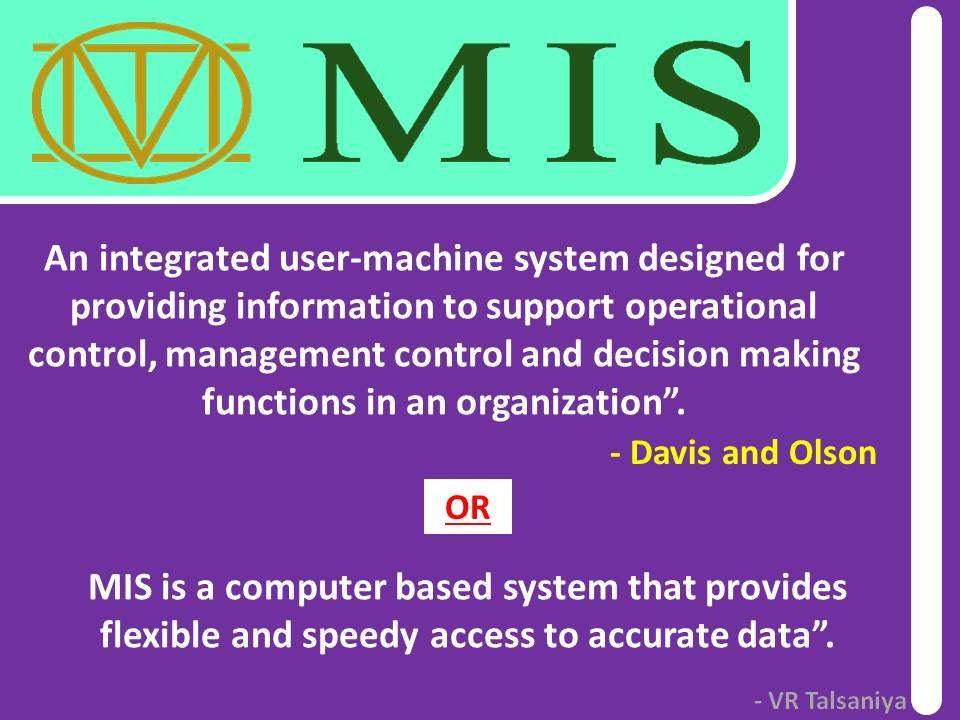 MIS
An integrated user-machine system designed for
providing information to support operational
control, management control and decision making
functions in an organization”.
- Davis and Olson
OR
MIS is a computer based system that provides
flexible and speedy access to accurate data”.
- VR Talsaniya